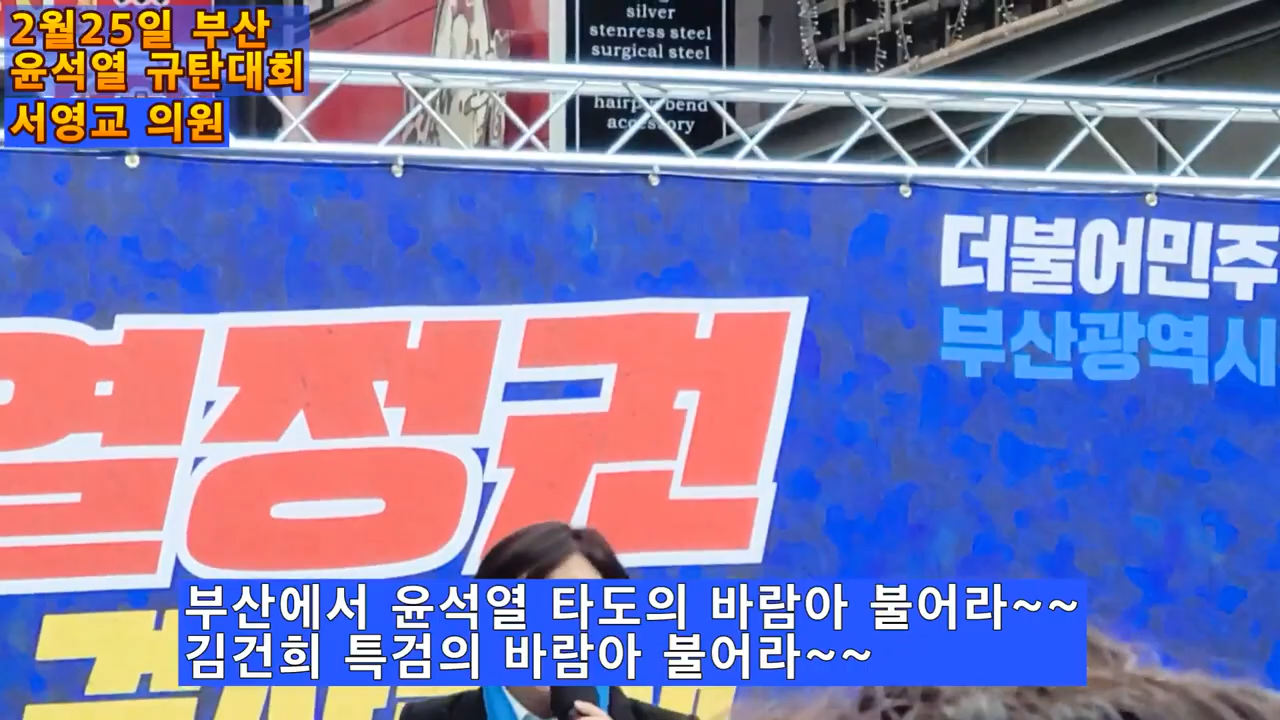 2월25일 부산
윤석열 규탄대회
서영교 의원
silver
stenress steel
surgical steel
bend
accessory
더불어민주
부산광역시
열정권
부산에서 윤석열 타도의 바람아 불어라~~
김건희 특검의 바람아 불어라~~